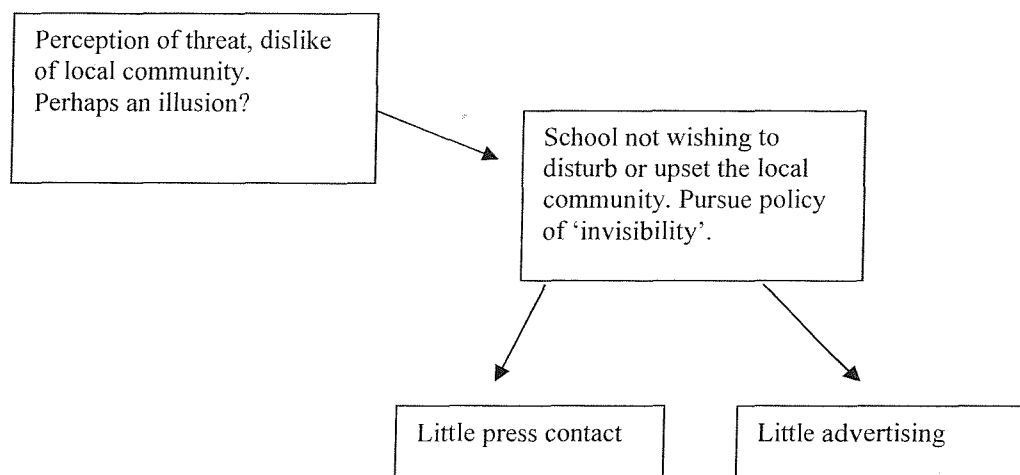 Perception of threat, dislike
of local community.
Perhaps an illusion?
School not wishing to
disturb or upset the local
community. Pursue policy
of ‘invisibility’.
Little press contact
Little advertising